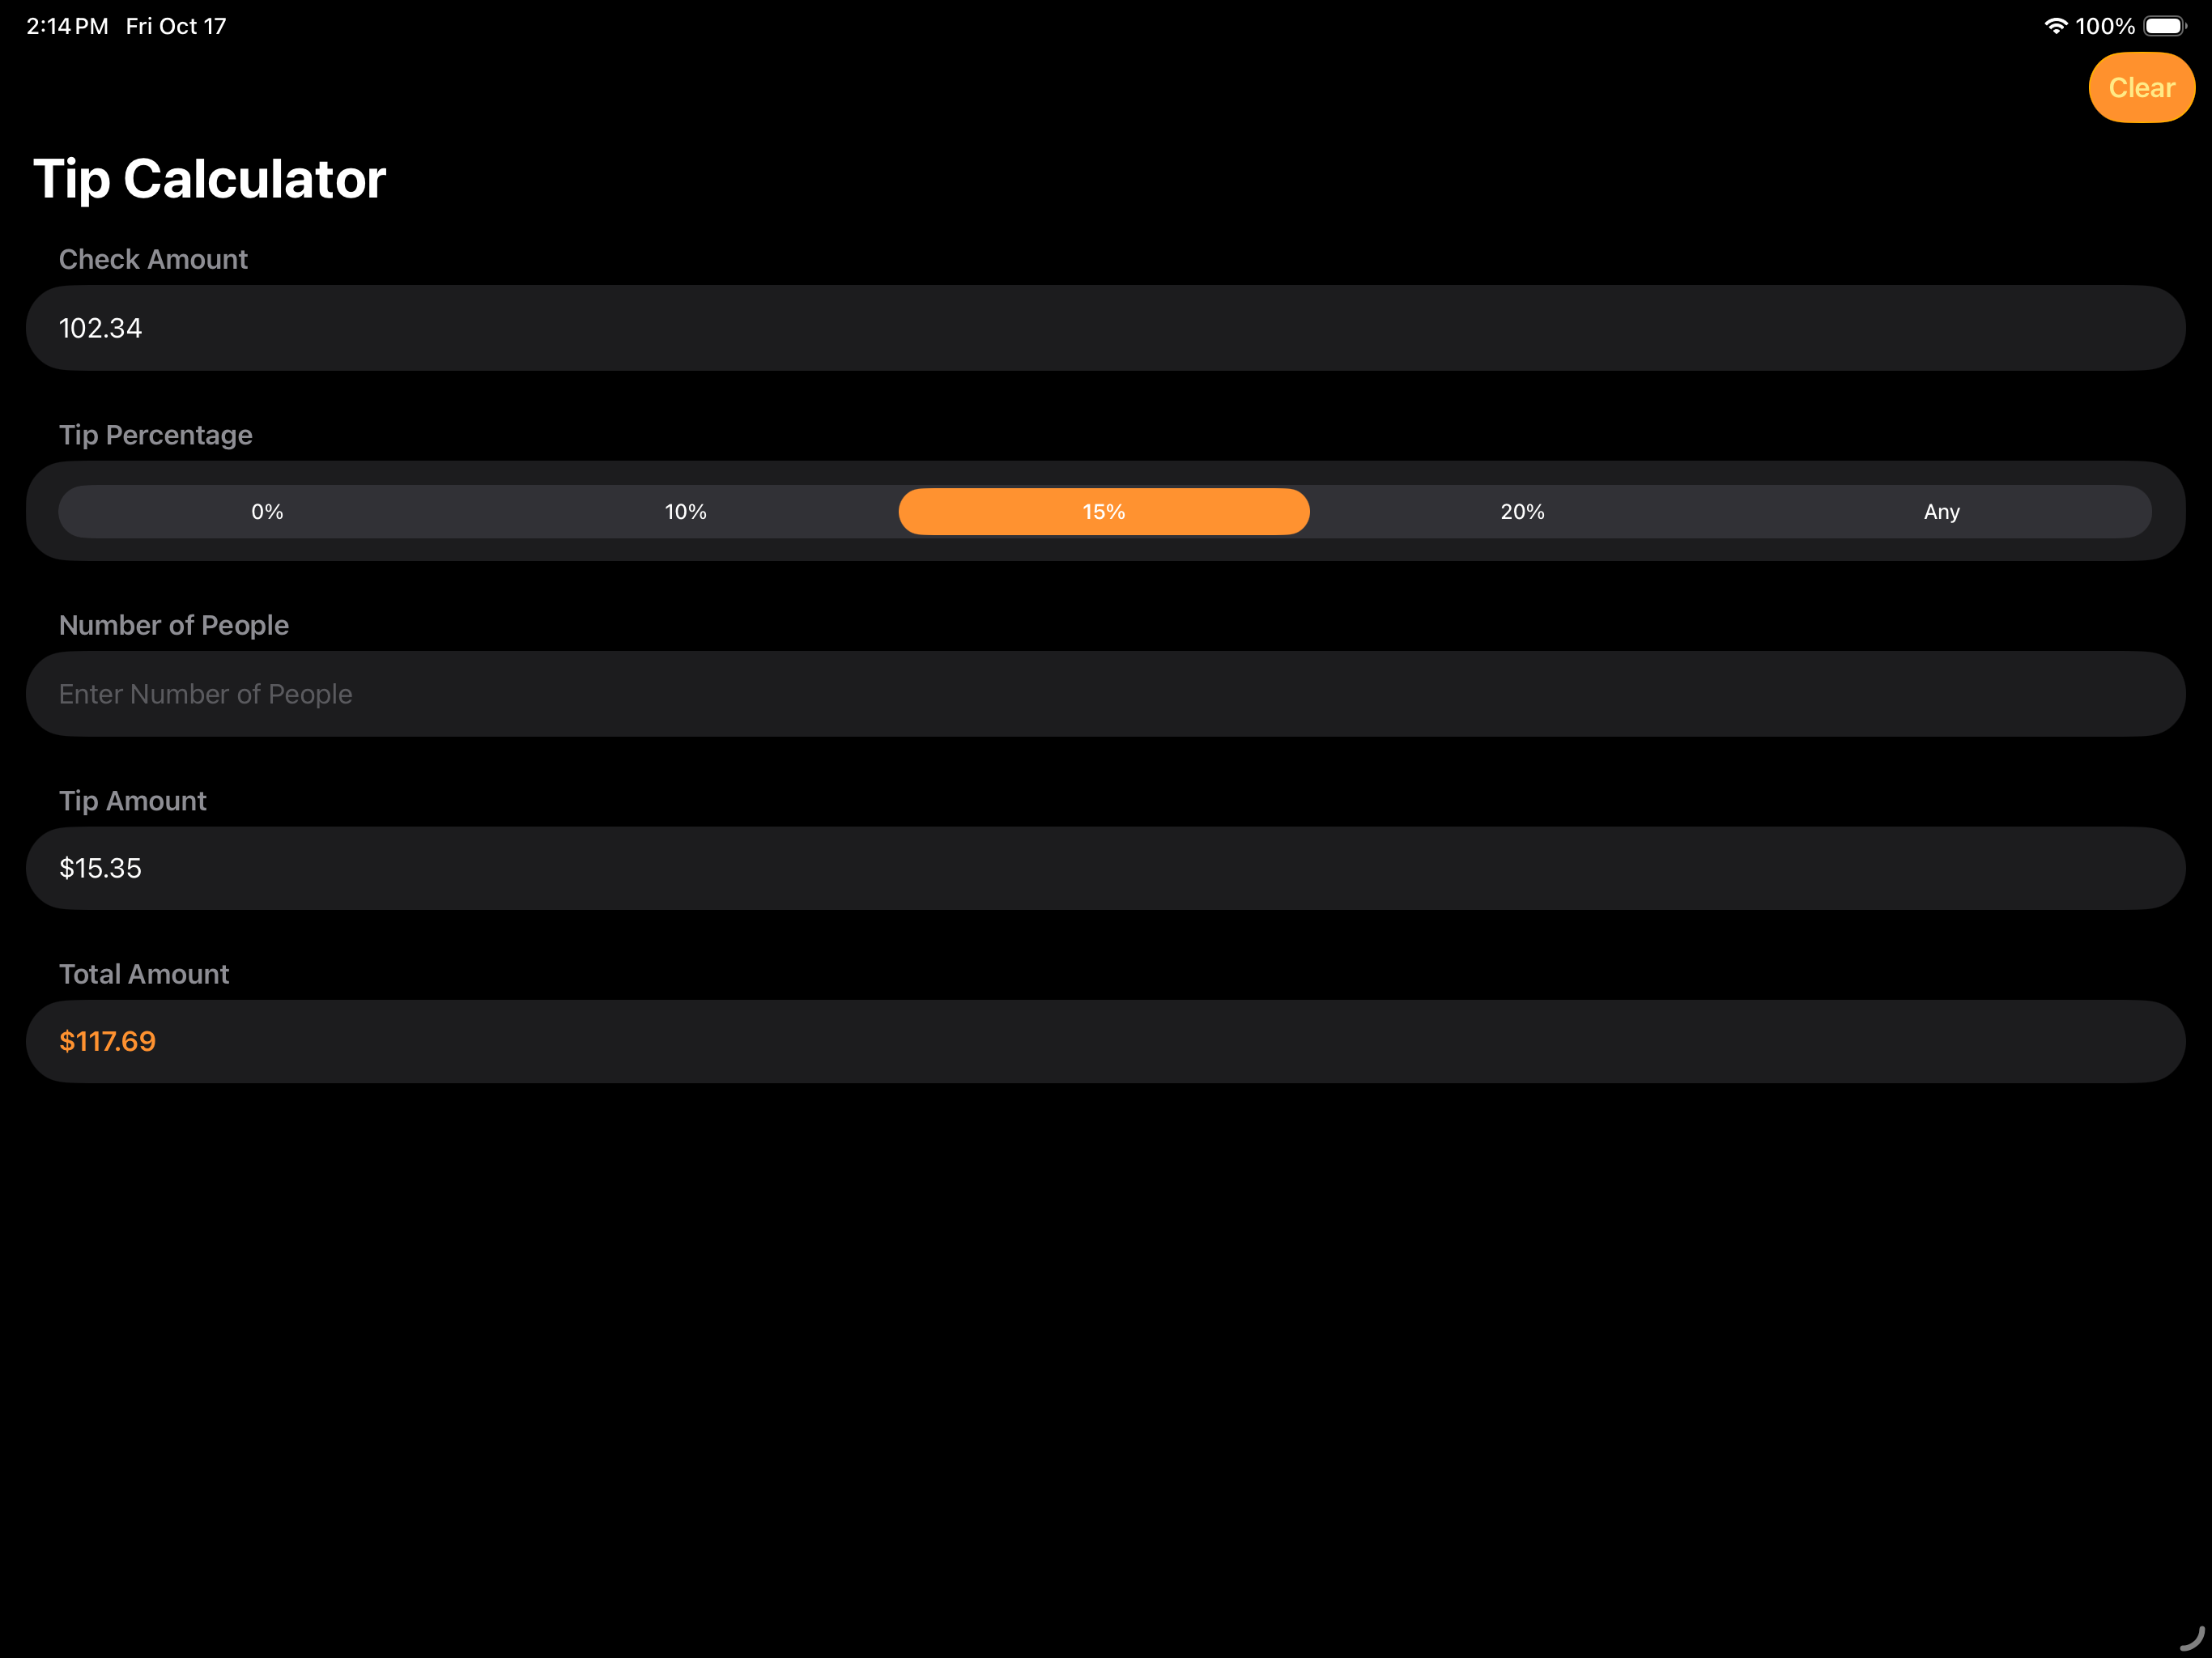 2:14 PM Fri Oct 17 100%
Clear
Tip Calculator
Check Amount
102.34
Tip Percentage
0% 10% 15% 20% Any
Number of People
Enter Number of People
Tip Amount
$15.35
Total Amount
$117.69